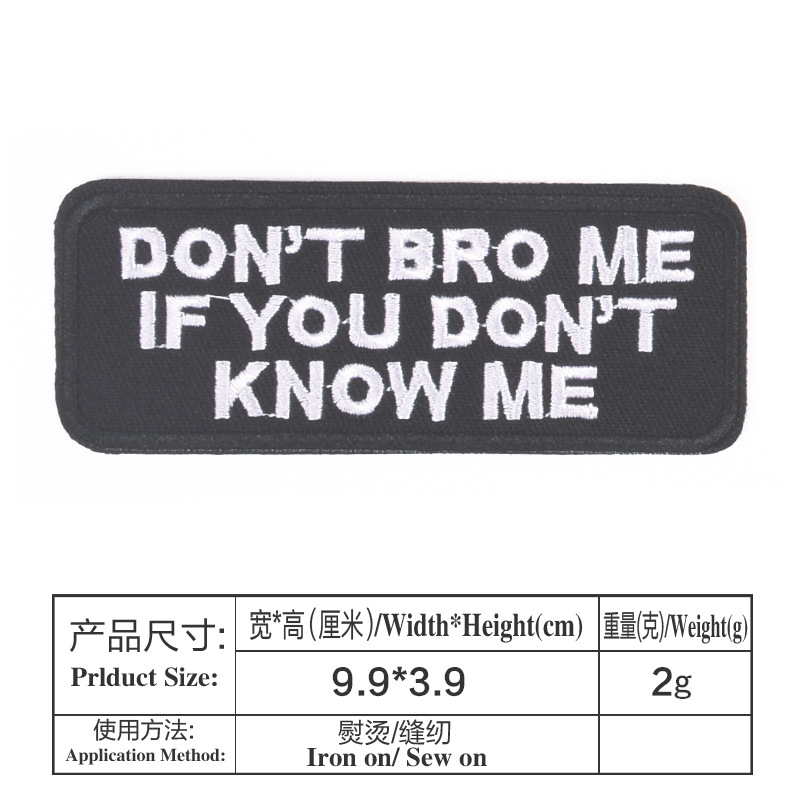 DON'T BRO ME
IF YOU DON'T
KNOW ME
产品尺寸:
Prlduct Size:
宽*高(厘米)/Width*Height(cm)
重量(克)/Weight(g)
9.9*3.9
2g
使用方法:
Application Method:
熨烫/缝纫
Iron on/ Sew on